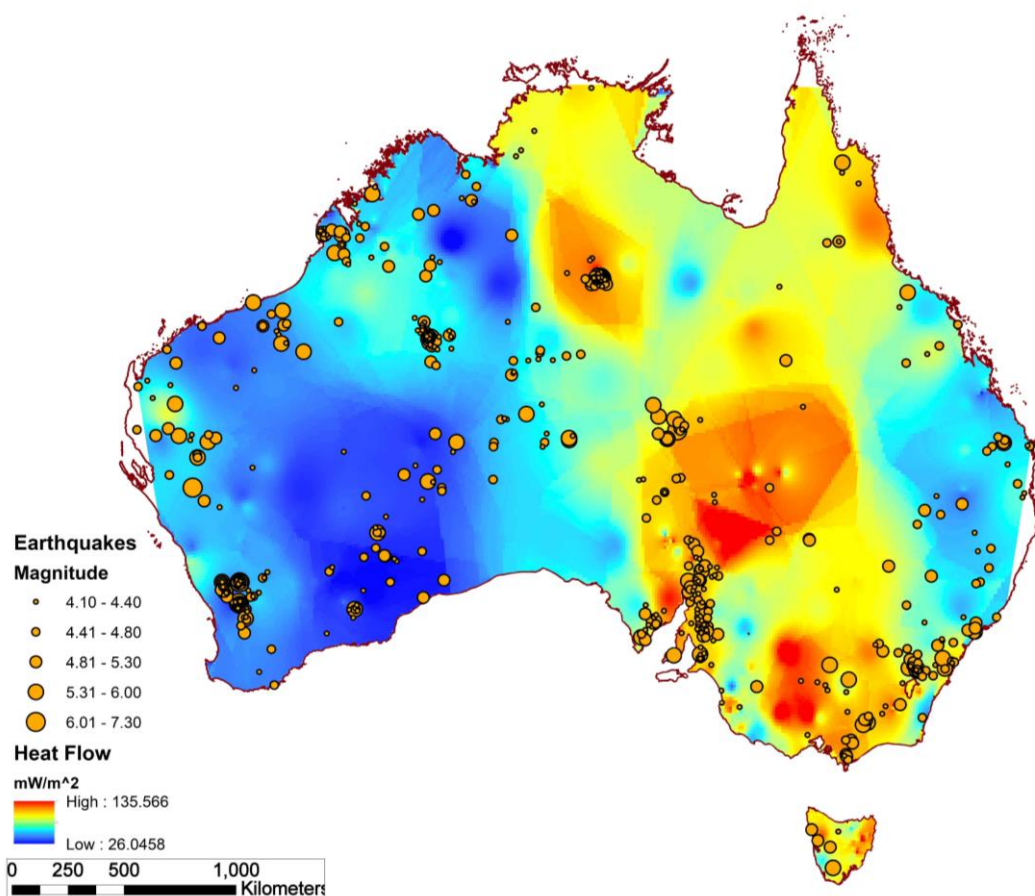 Earthquakes
Magnitude
4.10 - 4.40
4.41 - 4.80
4.81 - 5.30
5.31 - 6.00
6.01 - 7.30
Heat Flow
mW/m^2
High : 135.566
Low : 26.0458
0 250 500 1,000
Kilometers